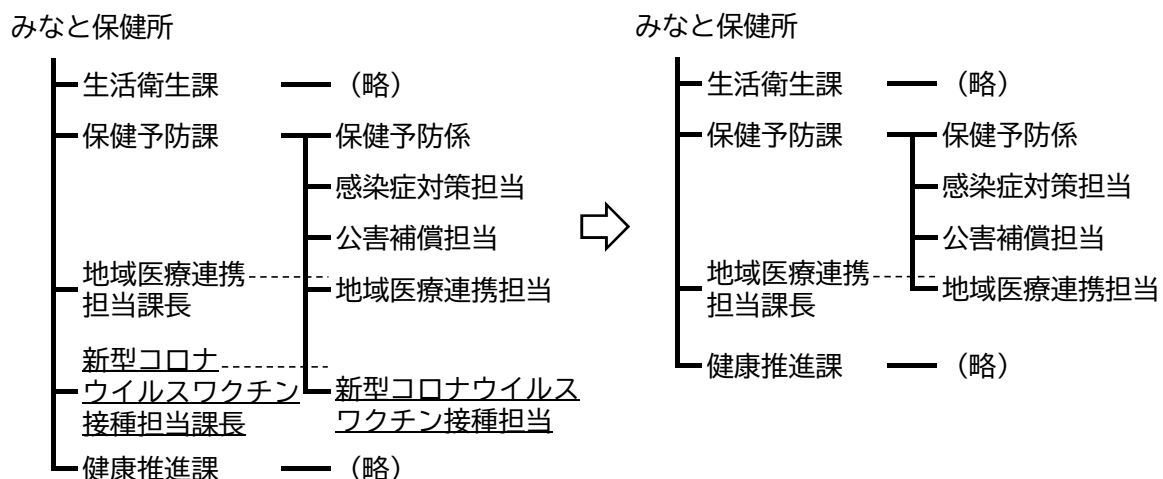 みなと保健所
生活衛生課 (略)
保健予防課 保健予防係
感染症対策担当
公害補償担当
地域医療連携
担当課長
地域医療連携担当
新型コロナ
ウイルスワクチン
接種担当課長
新型コロナウイルス
ワクチン接種担当
健康推進課 (略)
みなと保健所
生活衛生課 (略)
保健予防課 保健予防係
感染症対策担当
公害補償担当
地域医療連携
担当課長
地域医療連携担当
健康推進課 (略)